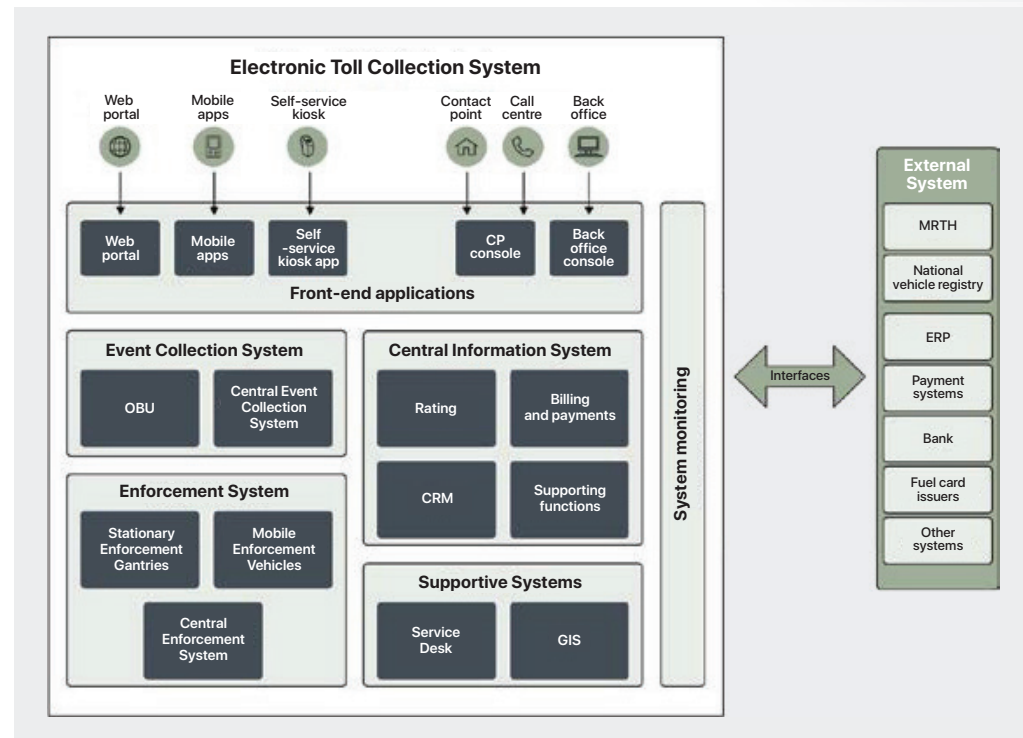 Electronic Toll Collection System
Web
portal
Mobile
apps
Self-service
kiosk
Contact
point
Call
centre
Back
office
Web
portal
Mobile
apps
Self
-service
kiosk app
CP
console
Back
office
console
Front-end applications
Event Collection System
OBU
Central Event
Collection
System
Enforcement System
Stationary
Enforcement
Gantries
Mobile
Enforcement
Vehicles
Central
Enforcement
System
Central Information System
Rating
Billing
and payments
CRM
Supporting
functions
Supportive Systems
Service
Desk
GIS
System monitoring
Interfaces
External
System
MRTH
National
vehicle registry
ERP
Payment
systems
Bank
Fuel card
issuers
Other
systems